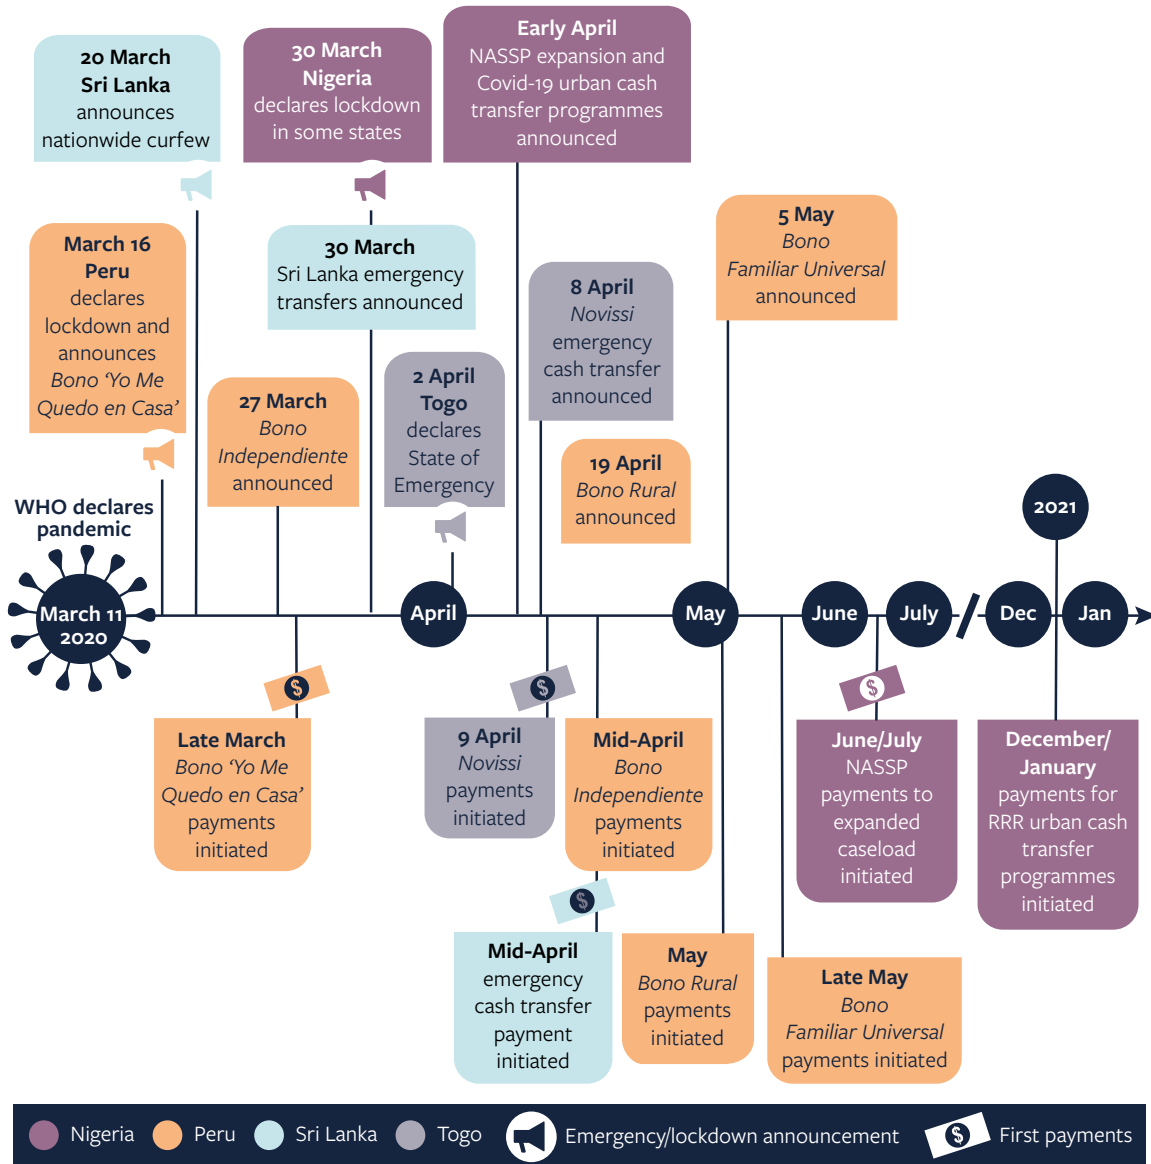 20 March
Sri Lanka
announces
nationwide curfew
30 March
Nigeria
declares lockdown
in some states
Early April
NASSP expansion and
Covid-19 urban cash
transfer programmes
announced
March 16
Peru
declares
lockdown and
announces
Bono ‘Yo Me
Quedo en Casa’
30 March
Sri Lanka emergency
transfers announced
5 May
Bono
Familiar Universal
announced
8 April
Novissi
emergency
cash transfer
announced
27 March
Bono
Independiente
announced
2 April
Togo
declares
State of
Emergency
19 April
Bono Rural
announced
WHO declares
pandemic
March 11
2020
April
May
June
July
Dec
Jan
2021
$
$
$
$
Late March
Bono ‘Yo Me
Quedo en Casa’
payments
initiated
9 April
Novissi
payments
initiated
Mid-April
Bono
Independiente
payments
initiated
June/July
NASSP
payments to
expanded
caseload
initiated
December/
January
payments for
RRR urban cash
transfer
programmes
initiated
Mid-April
emergency
cash transfer
payment
initiated
May
Bono Rural
payments
initiated
Late May
Bono
Familiar Universal
payments initiated
Nigeria
Peru
Sri Lanka
Togo
Emergency/lockdown announcement
$
First payments